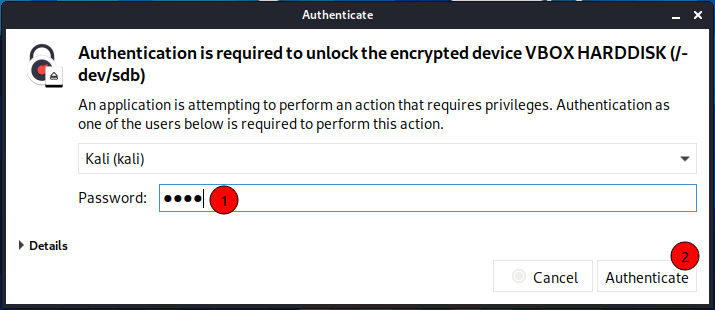 Authenticate
Authentication is required to unlock the encrypted device VBOX HARDDISK (/-
dev/sdb)
An application is attempting to perform an action that requires privileges. Authentication as
one of the users below is required to perform this action.
Kali (kali)
Password: ●●●● 1
Details
2
Cancel Authenticate